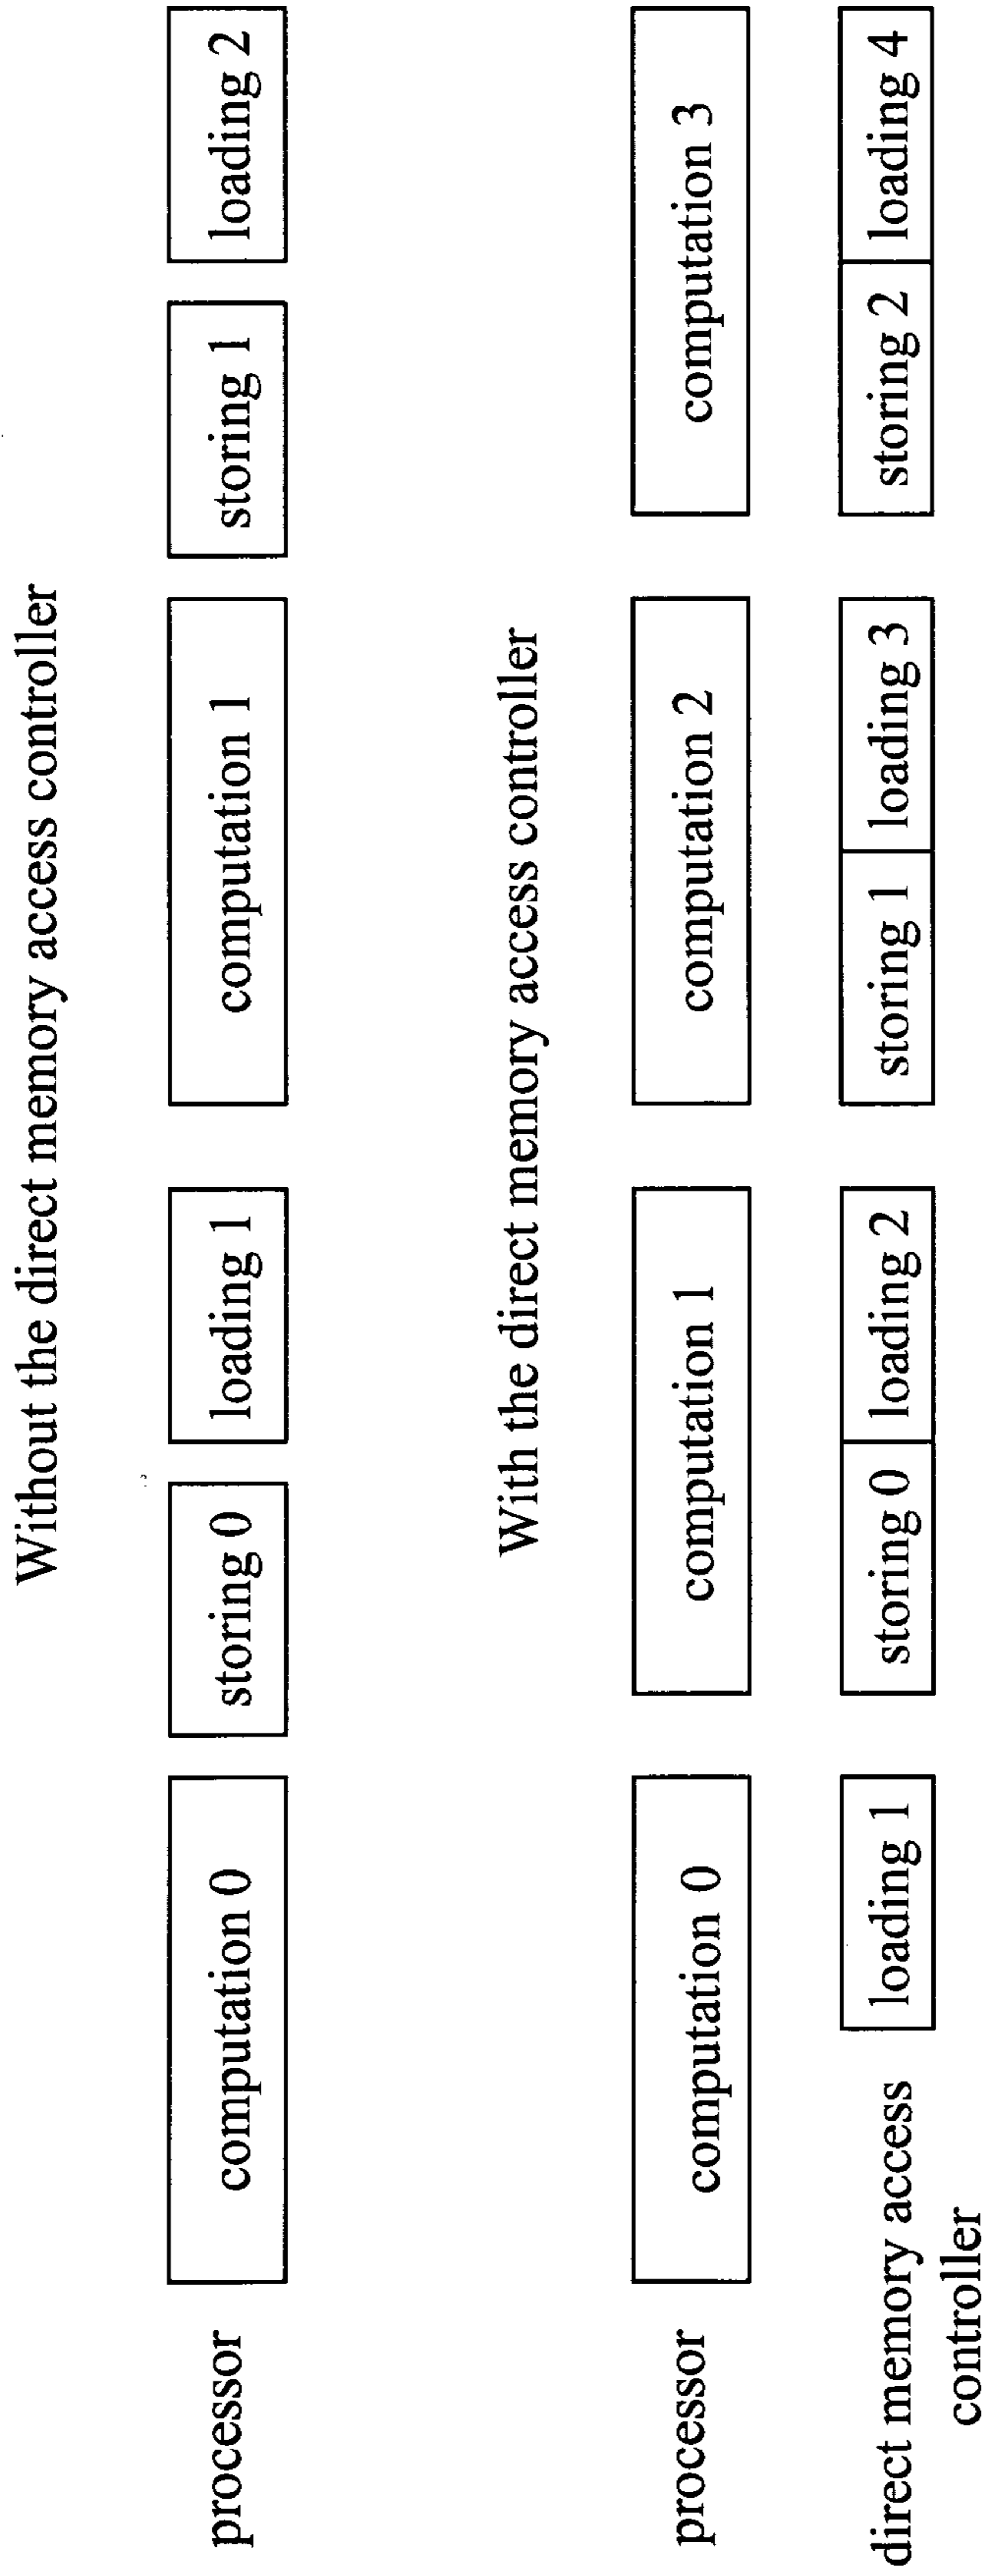 Without the direct memory access controller
processor
computation 0
storing 0
loading 1
computation 1
storing 1
loading 2
With the direct memory access controller
processor
computation 0
computation 1
computation 2
computation 3
direct memory access
controller
loading 1
storing 0
loading 2
storing 1
loading 3
storing 2
loading 4